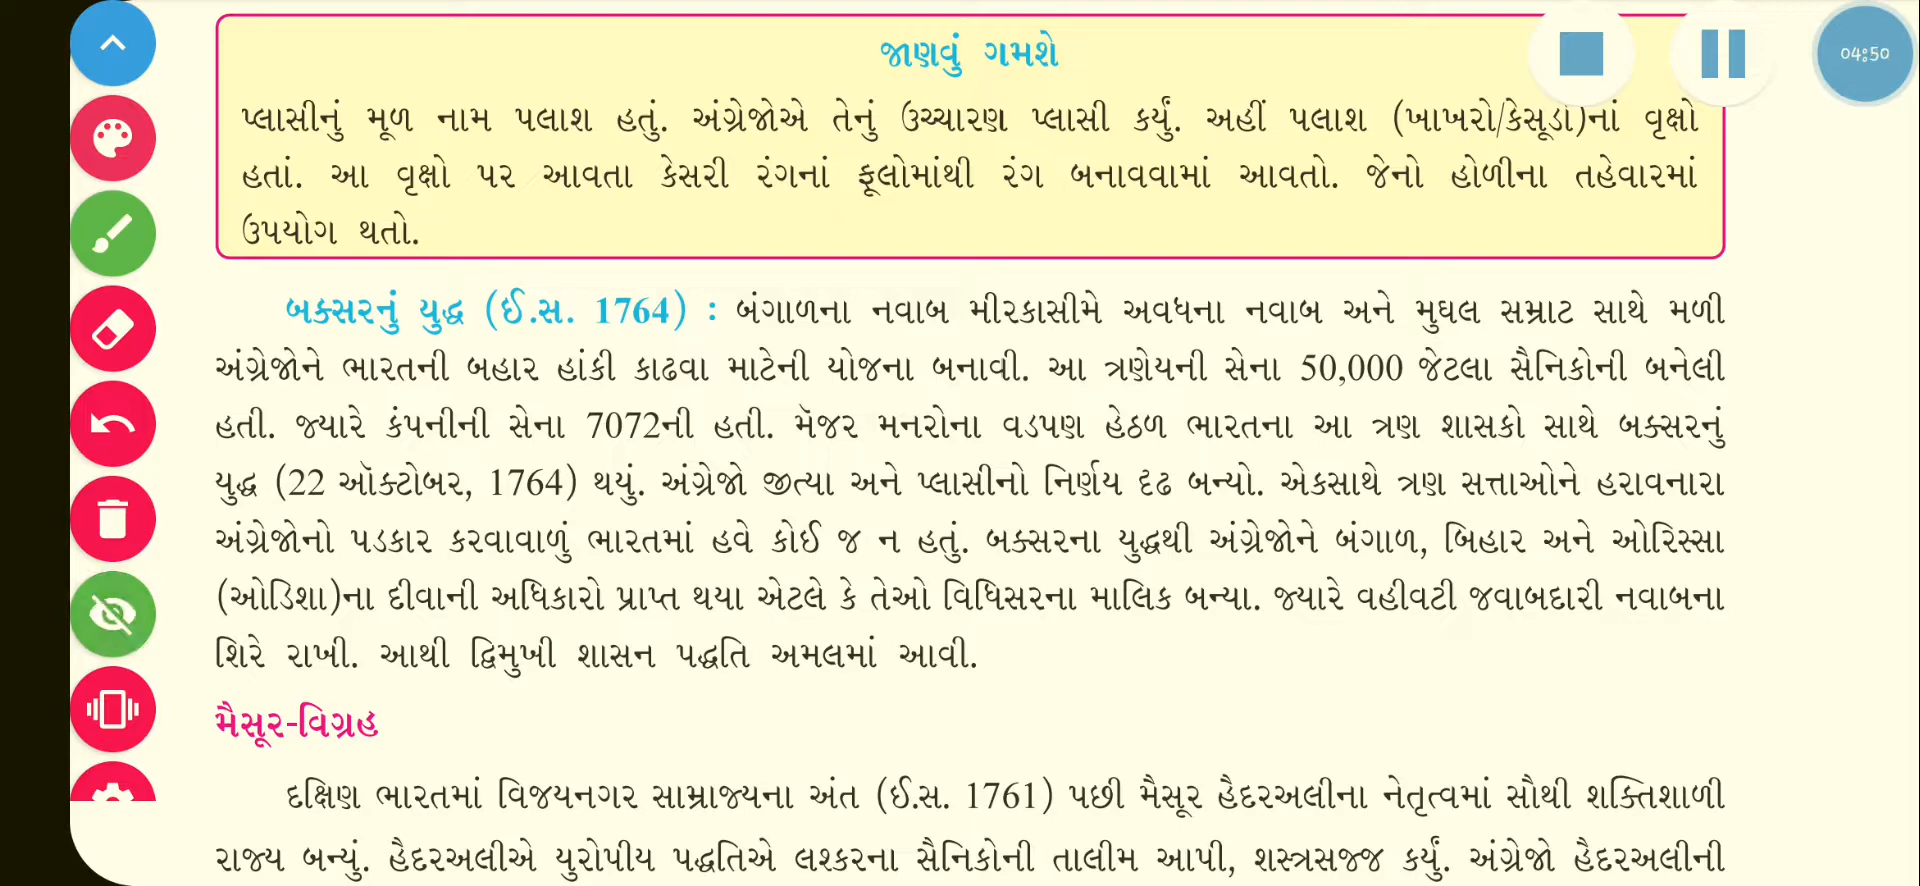 04:50
જાણવું ગમશે
પ્લાસીનું મૂળ નામ પલાશ હતું. અંગ્રેજોએ તેનું ઉચ્ચારણ પ્લાસી કર્યું. અહીં પલાશ (ખાખરો/કેસૂડો)નાં વૃક્ષો
હતાં. આ વૃક્ષો પર આવતા કેસરી રંગનાં ફૂલોમાંથી રંગ બનાવવામાં આવતો. જેનો હોળીના તહેવારમાં
ઉપયોગ થતો.
બક્સરનું યુદ્ધ (ઈ.સ. 1764) : બંગાળના નવાબ મીરકાસીમે અવધના નવાબ અને મુઘલ સમ્રાટ સાથે મળી
અંગ્રેજોને ભારતની બહાર હાંકી કાઢવા માટેની યોજના બનાવી. આ ત્રણેયની સેના 50,000 જેટલા સૈનિકોની બનેલી
હતી. જ્યારે કંપનીની સેના 7072ની હતી. મૅજર મનરોના વડપણ હેઠળ ભારતના આ ત્રણ શાસકો સાથે બક્સરનું
યુદ્ધ (22 ઑક્ટોબર, 1764) થયું. અંગ્રેજો જીત્યા અને પ્લાસીનો નિર્ણય દૃઢ બન્યો. એકસાથે ત્રણ સત્તાઓને હરાવનારા
અંગ્રેજોનો પડકાર કરવાવાળું ભારતમાં હવે કોઈ જ ન હતું. બક્સરના યુદ્ધથી અંગ્રેજોને બંગાળ, બિહાર અને ઓરિસ્સા
(ઓડિશા)ના દીવાની અધિકારો પ્રાપ્ત થયા એટલે કે તેઓ વિધિસરના માલિક બન્યા. જ્યારે વહીવટી જવાબદારી નવાબના
શિરે રાખી. આથી દ્વિમુખી શાસન પદ્ધતિ અમલમાં આવી.
મૈસૂર-વિગ્રહ
દક્ષિણ ભારતમાં વિજયનગર સામ્રાજ્યના અંત (ઈ.સ. 1761) પછી મૈસૂર હૈદરઅલીના નેતૃત્વમાં સૌથી શક્તિશાળી
રાજ્ય બન્યું. હૈદરઅલીએ યુરોપીય પદ્ધતિએ લશ્કરના સૈનિકોની તાલીમ આપી, શસ્ત્રસજ્જ કર્યું. અંગ્રેજો હૈદરઅલીની